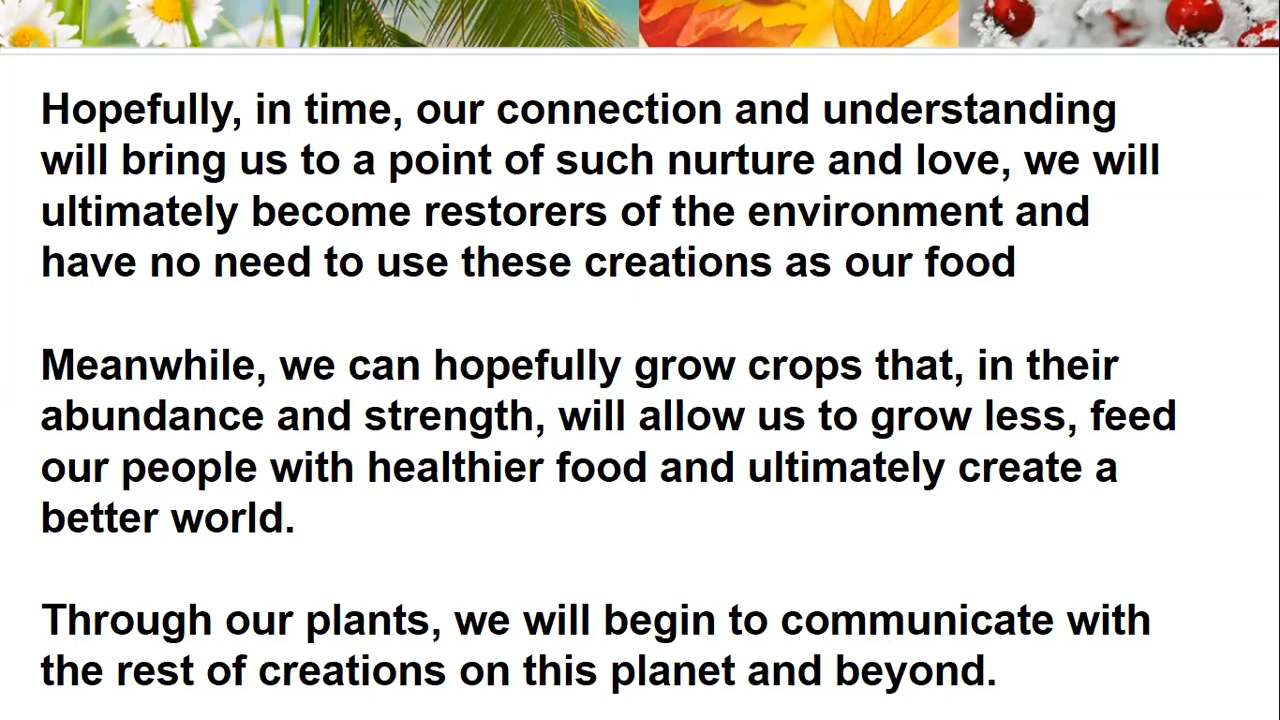 Hopefully, in time, our connection and understanding
will bring us to a point of such nurture and love, we will
ultimately become restorers of the environment and
have no need to use these creations as our food
Meanwhile, we can hopefully grow crops that, in their
abundance and strength, will allow us to grow less, feed
our people with healthier food and ultimately create a
better world.
Through our plants, we will begin to communicate with
the rest of creations on this planet and beyond.